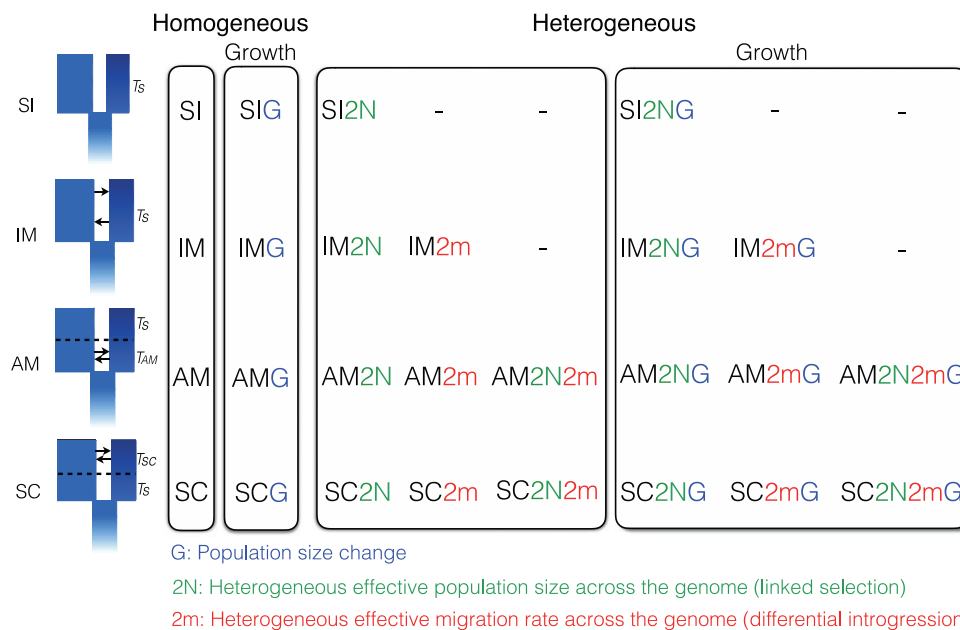 Homogeneous Heterogeneous
Growth Growth
SI Ts SI SIG SI2N - - SI2NG - -
IM Ts IM IMG IM2N IM2m - IM2NG IM2mG -
AM Ts TAM AM AMG AM2N AM2m AM2N2m AM2NG AM2mG AM2N2mG
SC TSC Ts SC SCG SC2N SC2m SC2N2m SC2NG SC2mG SC2N2mG
G: Population size change
2N: Heterogeneous effective population size across the genome (linked selection)
2m: Heterogeneous effective migration rate across the genome (differential introgression